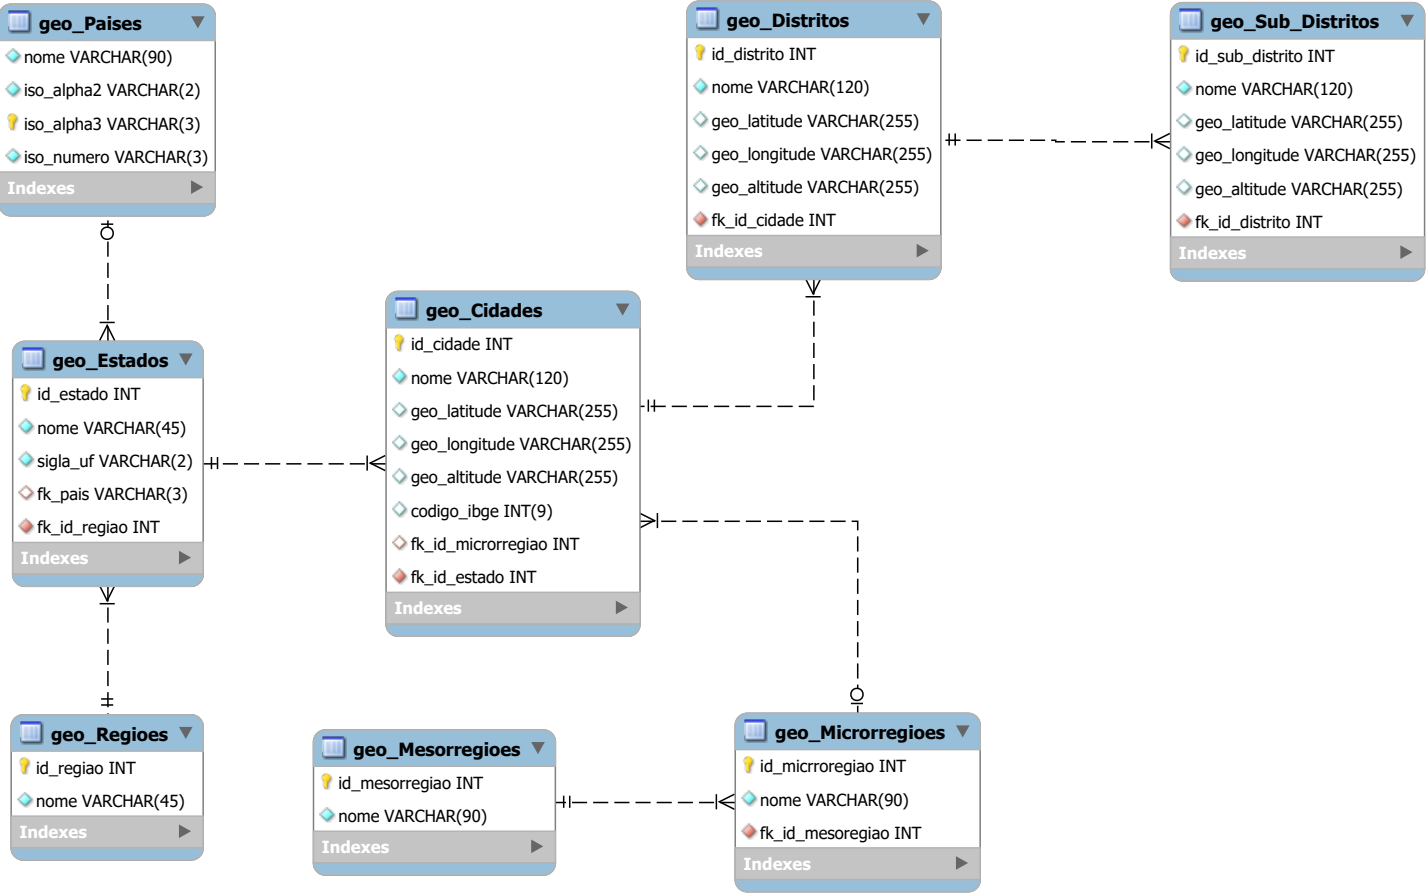 geo_Paises
nome VARCHAR(90)
iso_alpha2 VARCHAR(2)
iso_alpha3 VARCHAR(3)
iso_numero VARCHAR(3)
Indexes
geo_Distritos
id_distrito INT
nome VARCHAR(120)
geo_latitude VARCHAR(255)
geo_longitude VARCHAR(255)
geo_altitude VARCHAR(255)
fk_id_cidade INT
Indexes
geo_Sub_Distritos
id_sub_distrito INT
nome VARCHAR(120)
geo_latitude VARCHAR(255)
geo_longitude VARCHAR(255)
geo_altitude VARCHAR(255)
fk_id_distrito INT
Indexes
geo_Estados
id_estado INT
nome VARCHAR(45)
sigla_uf VARCHAR(2)
fk_pais VARCHAR(3)
fk_id_regiao INT
Indexes
geo_Cidades
id_cidade INT
nome VARCHAR(120)
geo_latitude VARCHAR(255)
geo_longitude VARCHAR(255)
geo_altitude VARCHAR(255)
codigo_ibge INT(9)
fk_id_microrregiao INT
fk_id_estado INT
Indexes
geo_Regioes
id_regiao INT
nome VARCHAR(45)
Indexes
geo_Mesorregioes
id_mesorregiao INT
nome VARCHAR(90)
Indexes
geo_Microrregioes
id_micrroregiao INT
nome VARCHAR(90)
fk_id_mesoregiao INT
Indexes